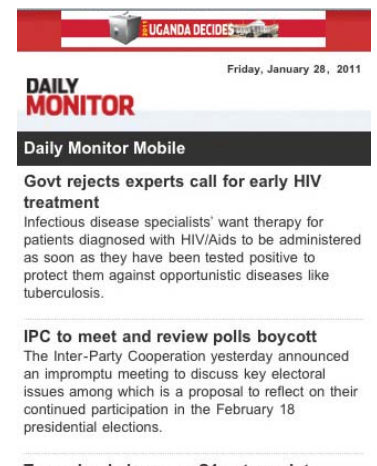 2011 UGANDA DECIDES
Friday, January 28, 2011
DAILY
MONITOR
Daily Monitor Mobile
Govt rejects experts call for early HIV
treatment
Infectious disease specialists' want therapy for
patients diagnosed with HIV/Aids to be administered
as soon as they have been tested positive to
protect them against opportunistic diseases like
tuberculosis.
IPC to meet and review polls boycott
The Inter-Party Cooperation yesterday announced
an impromptu meeting to discuss key electoral
issues among which is a proposal to reflect on their
continued participation in the February 18
presidential elections.